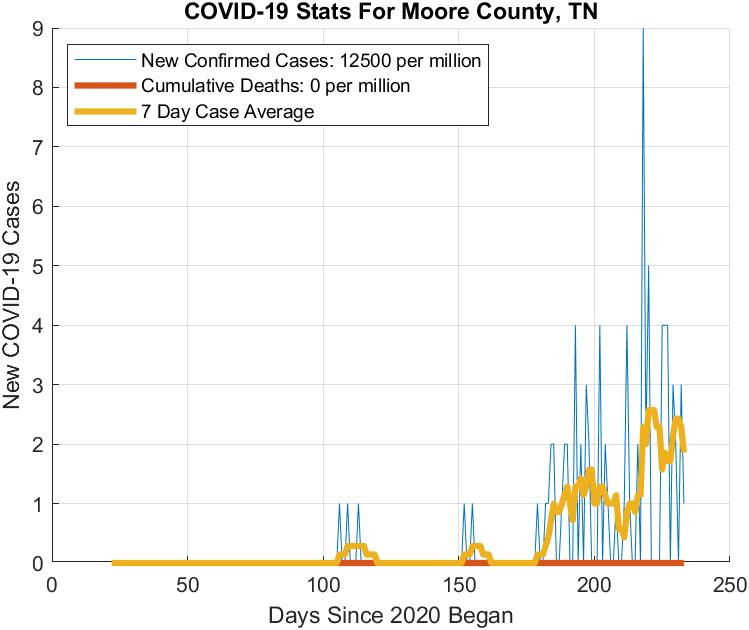 COVID-19 Stats For Moore County, TN
New Confirmed Cases: 12500 per million
Cumulative Deaths: 0 per million
7 Day Case Average
New COVID-19 Cases
9
8
7
6
5
4
3
2
1
0
0 50 100 150 200 250
Days Since 2020 Began